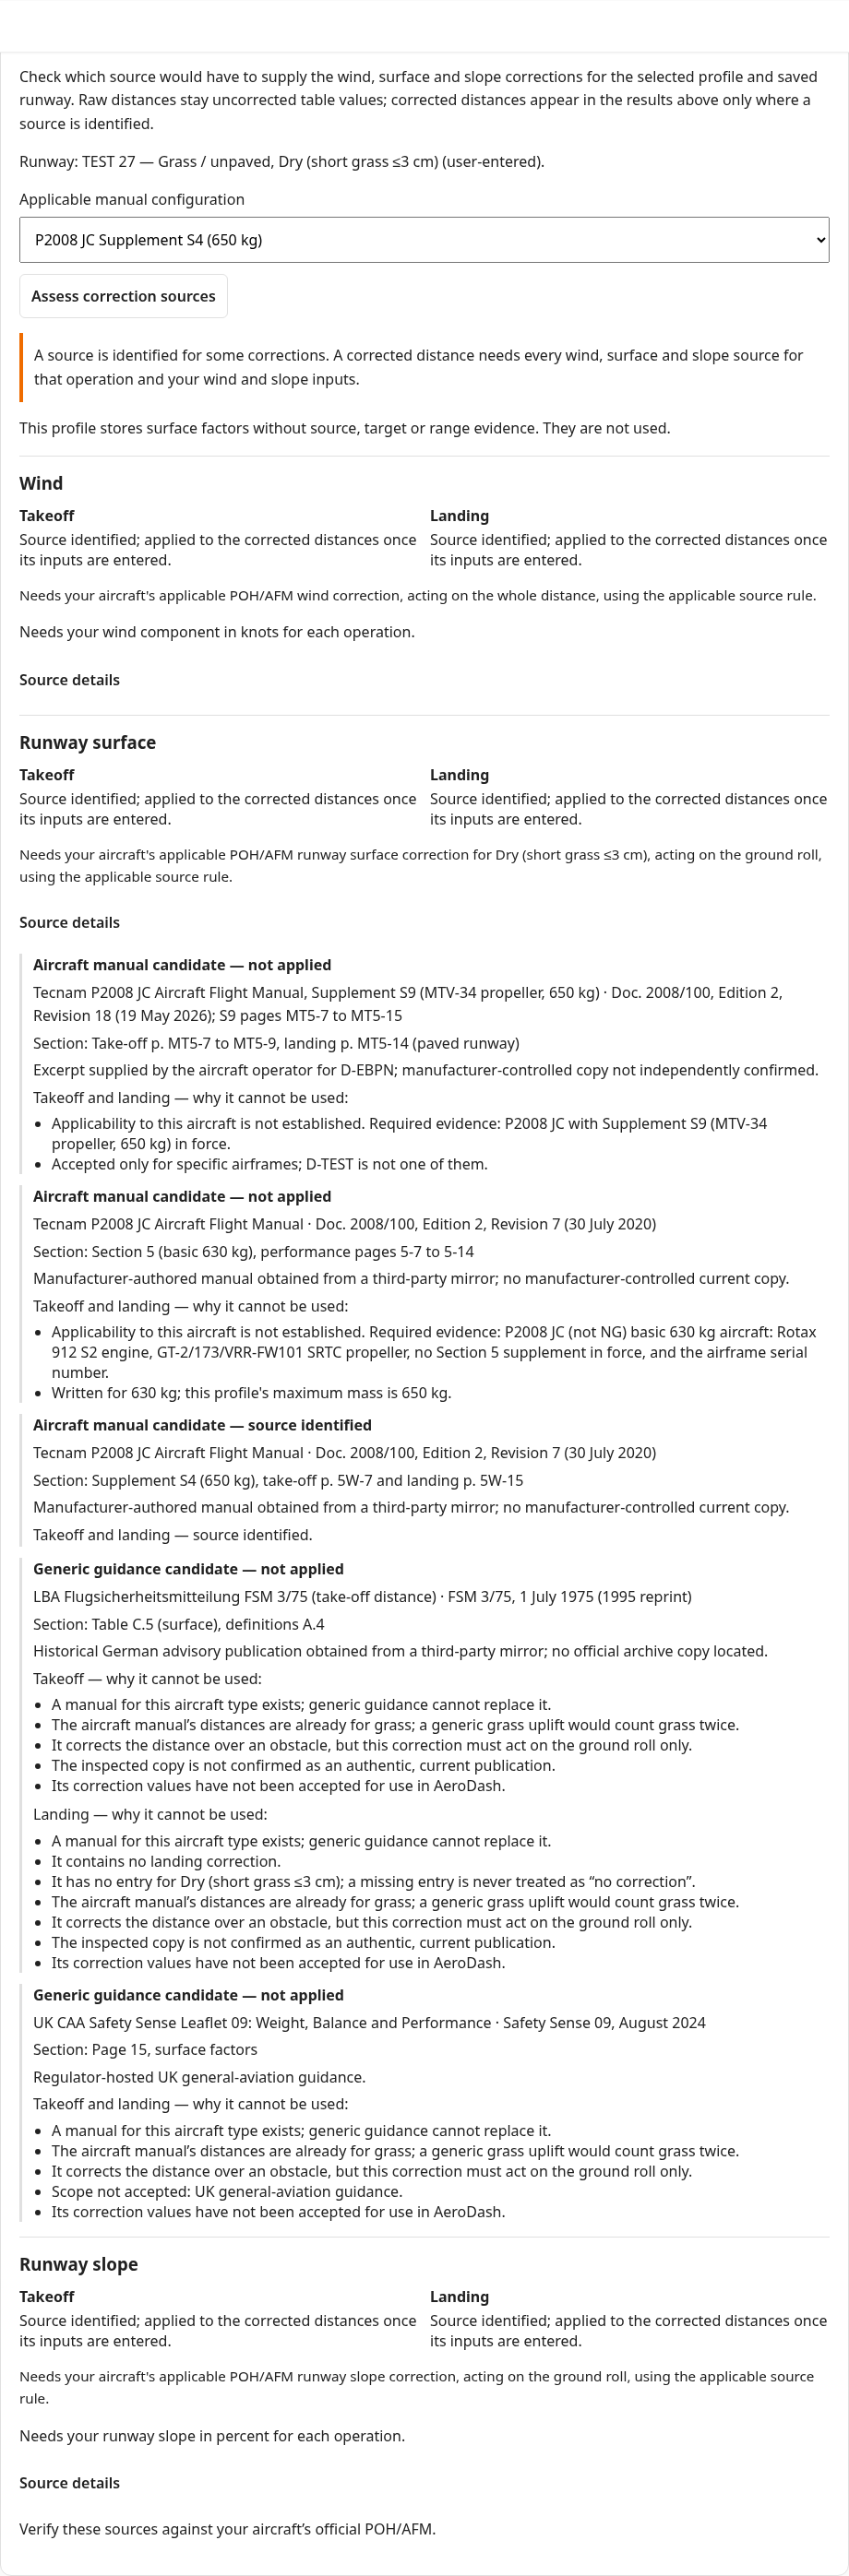 Check which source would have to supply the wind, surface and slope corrections for the selected profile and saved
runway. Raw distances stay uncorrected table values; corrected distances appear in the results above only where a
source is identified.
Runway: TEST 27 — Grass / unpaved, Dry (short grass ≤3 cm) (user-entered).
Applicable manual configuration
P2008 JC Supplement S4 (650 kg)
Assess correction sources
A source is identified for some corrections. A corrected distance needs every wind, surface and slope source for
that operation and your wind and slope inputs.
This profile stores surface factors without source, target or range evidence. They are not used.
Wind
Takeoff
Source identified; applied to the corrected distances once
its inputs are entered.
Landing
Source identified; applied to the corrected distances once
its inputs are entered.
Needs your aircraft's applicable POH/AFM wind correction, acting on the whole distance, using the applicable source rule.
Needs your wind component in knots for each operation.
Source details
Runway surface
Takeoff
Source identified; applied to the corrected distances once
its inputs are entered.
Landing
Source identified; applied to the corrected distances once
its inputs are entered.
Needs your aircraft's applicable POH/AFM runway surface correction for Dry (short grass ≤3 cm), acting on the ground roll,
using the applicable source rule.
Source details
Aircraft manual candidate — not applied
Tecnam P2008 JC Aircraft Flight Manual, Supplement S9 (MTV-34 propeller, 650 kg) · Doc. 2008/100, Edition 2,
Revision 18 (19 May 2026); S9 pages MT5-7 to MT5-15
Section: Take-off p. MT5-7 to MT5-9, landing p. MT5-14 (paved runway)
Excerpt supplied by the aircraft operator for D-EBPN; manufacturer-controlled copy not independently confirmed.
Takeoff and landing — why it cannot be used:
• Applicability to this aircraft is not established. Required evidence: P2008 JC with Supplement S9 (MTV-34
propeller, 650 kg) in force.
• Accepted only for specific airframes; D-TEST is not one of them.
Aircraft manual candidate — not applied
Tecnam P2008 JC Aircraft Flight Manual · Doc. 2008/100, Edition 2, Revision 7 (30 July 2020)
Section: Section 5 (basic 630 kg), performance pages 5-7 to 5-14
Manufacturer-authored manual obtained from a third-party mirror; no manufacturer-controlled current copy.
Takeoff and landing — why it cannot be used:
• Applicability to this aircraft is not established. Required evidence: P2008 JC (not NG) basic 630 kg aircraft: Rotax
912 S2 engine, GT-2/173/VRR-FW101 SRTC propeller, no Section 5 supplement in force, and the airframe serial
number.
• Written for 630 kg; this profile's maximum mass is 650 kg.
Aircraft manual candidate — source identified
Tecnam P2008 JC Aircraft Flight Manual · Doc. 2008/100, Edition 2, Revision 7 (30 July 2020)
Section: Supplement S4 (650 kg), take-off p. 5W-7 and landing p. 5W-15
Manufacturer-authored manual obtained from a third-party mirror; no manufacturer-controlled current copy.
Takeoff and landing — source identified.
Generic guidance candidate — not applied
LBA Flugsicherheitsmitteilung FSM 3/75 (take-off distance) · FSM 3/75, 1 July 1975 (1995 reprint)
Section: Table C.5 (surface), definitions A.4
Historical German advisory publication obtained from a third-party mirror; no official archive copy located.
Takeoff — why it cannot be used:
• A manual for this aircraft type exists; generic guidance cannot replace it.
• The aircraft manual’s distances are already for grass; a generic grass uplift would count grass twice.
• It corrects the distance over an obstacle, but this correction must act on the ground roll only.
• The inspected copy is not confirmed as an authentic, current publication.
• Its correction values have not been accepted for use in AeroDash.
Landing — why it cannot be used:
• A manual for this aircraft type exists; generic guidance cannot replace it.
• It contains no landing correction.
• It has no entry for Dry (short grass ≤3 cm); a missing entry is never treated as “no correction”.
• The aircraft manual’s distances are already for grass; a generic grass uplift would count grass twice.
• It corrects the distance over an obstacle, but this correction must act on the ground roll only.
• The inspected copy is not confirmed as an authentic, current publication.
• Its correction values have not been accepted for use in AeroDash.
Generic guidance candidate — not applied
UK CAA Safety Sense Leaflet 09: Weight, Balance and Performance · Safety Sense 09, August 2024
Section: Page 15, surface factors
Regulator-hosted UK general-aviation guidance.
Takeoff and landing — why it cannot be used:
• A manual for this aircraft type exists; generic guidance cannot replace it.
• The aircraft manual’s distances are already for grass; a generic grass uplift would count grass twice.
• It corrects the distance over an obstacle, but this correction must act on the ground roll only.
• Scope not accepted: UK general-aviation guidance.
• Its correction values have not been accepted for use in AeroDash.
Runway slope
Takeoff
Source identified; applied to the corrected distances once
its inputs are entered.
Landing
Source identified; applied to the corrected distances once
its inputs are entered.
Needs your aircraft's applicable POH/AFM runway slope correction, acting on the ground roll, using the applicable source
rule.
Needs your runway slope in percent for each operation.
Source details
Verify these sources against your aircraft’s official POH/AFM.